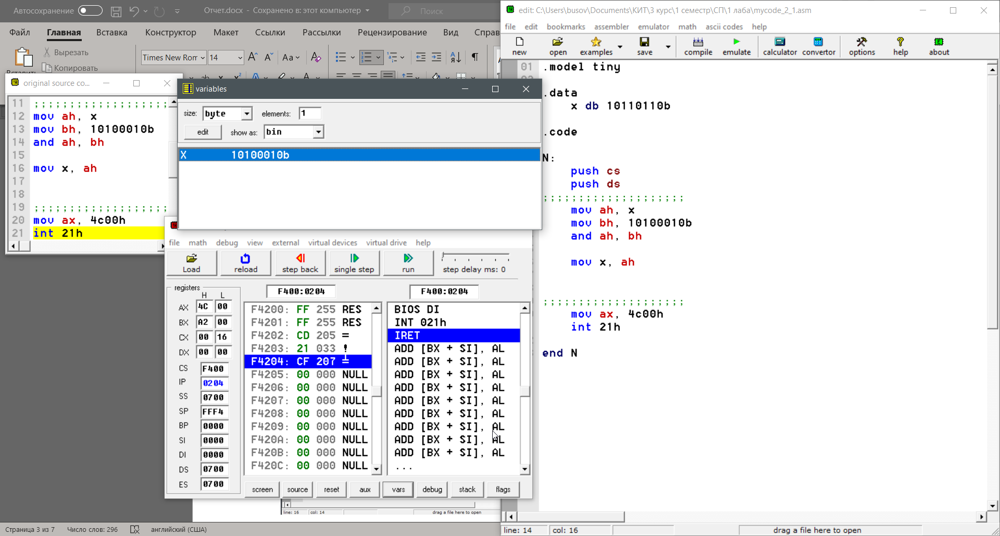 Автосохранение
Отчет.docx - Сохранено в: этот компьютер
Поиск
Файл Главная Вставка Конструктор Макет Ссылки Рассылки Рецензирование Вид Справ
Вырезать
Копировать
Вставить
Times New Rom 14
Aa
original source co...
11 ;;;;;;;;;;;;;;;;;;;
12 mov ah, x
13 mov bh, 10100010b
14 and ah, bh
15
16 mov x, ah
17
18
19 ;;;;;;;;;;;;;;;;;;;
20 mov ax, 4c00h
21 int 21h
variables
size: byte elements: 1
edit show as: bin
X 10100010b
file math debug view external virtual devices virtual drive help
Load reload step back single step run step delay ms: 0
registers
H L
AX 4C 00
BX A2 00
CX 00 16
DX 00 00
CS F400
IP 0204
SS 0700
SP FFF4
BP 0000
SI 0000
DI 0000
DS 0700
ES 0700
F400:0204
F4200: FF 255 RES
F4201: FF 255 RES
F4202: CD 205 =
F4203: 21 033 !
F4204: CF 207 ╧
F4205: 00 000 NULL
F4206: 00 000 NULL
F4207: 00 000 NULL
F4208: 00 000 NULL
F4209: 00 000 NULL
F420A: 00 000 NULL
F420B: 00 000 NULL
F420C: 00 000 NULL
F400:0204
BIOS DI
INT 021h
IRET
ADD [BX + SI], AL
ADD [BX + SI], AL
ADD [BX + SI], AL
ADD [BX + SI], AL
ADD [BX + SI], AL
ADD [BX + SI], AL
ADD [BX + SI], AL
ADD [BX + SI], AL
ADD [BX + SI], AL
...
screen source reset aux vars debug stack flags
line: 16 col: 14 drag a file here to open
Страница 3 из 7 Число слов: 296 английский (США)
edit: C:\Users\busov\Documents\КИТ\3 курс\1 семестр\СП\1 лаба\mycode_2_1.asm
file edit bookmarks assembler emulator math ascii codes help
new open examples save compile emulate calculator convertor options help about
01 .model tiny
.data
x db 10110110b
.code
N:
push cs
push ds
;;;;;;;;;;;;;;;;;;;;
mov ah, x
mov bh, 10100010b
and ah, bh
mov x, ah
;;;;;;;;;;;;;;;;;;;;
mov ax, 4c00h
int 21h
end N
line: 14 col: 16 drag a file here to open